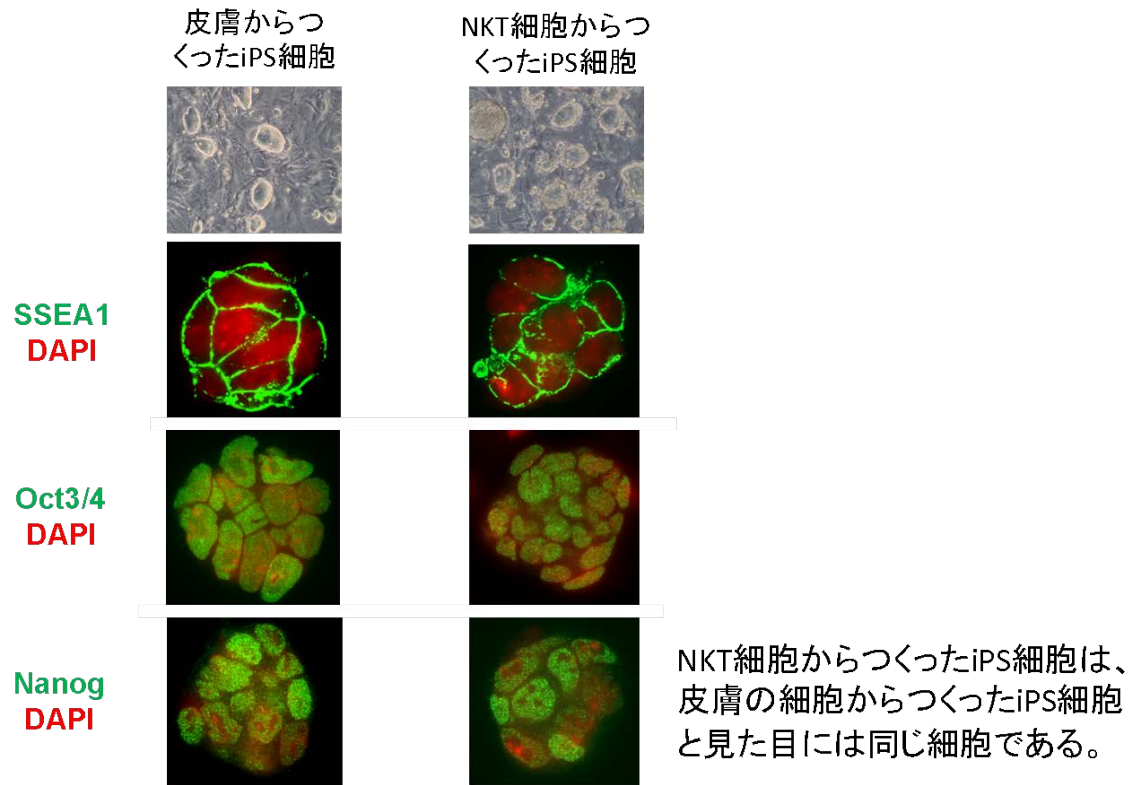 皮膚からつ
くったiPS細胞
NKT細胞からつ
くったiPS細胞
SSEA1
DAPI
Oct3/4
DAPI
Nanog
DAPI
NKT細胞からつくったiPS細胞は、
皮膚の細胞からつくったiPS細胞
と見た目には同じ細胞である。